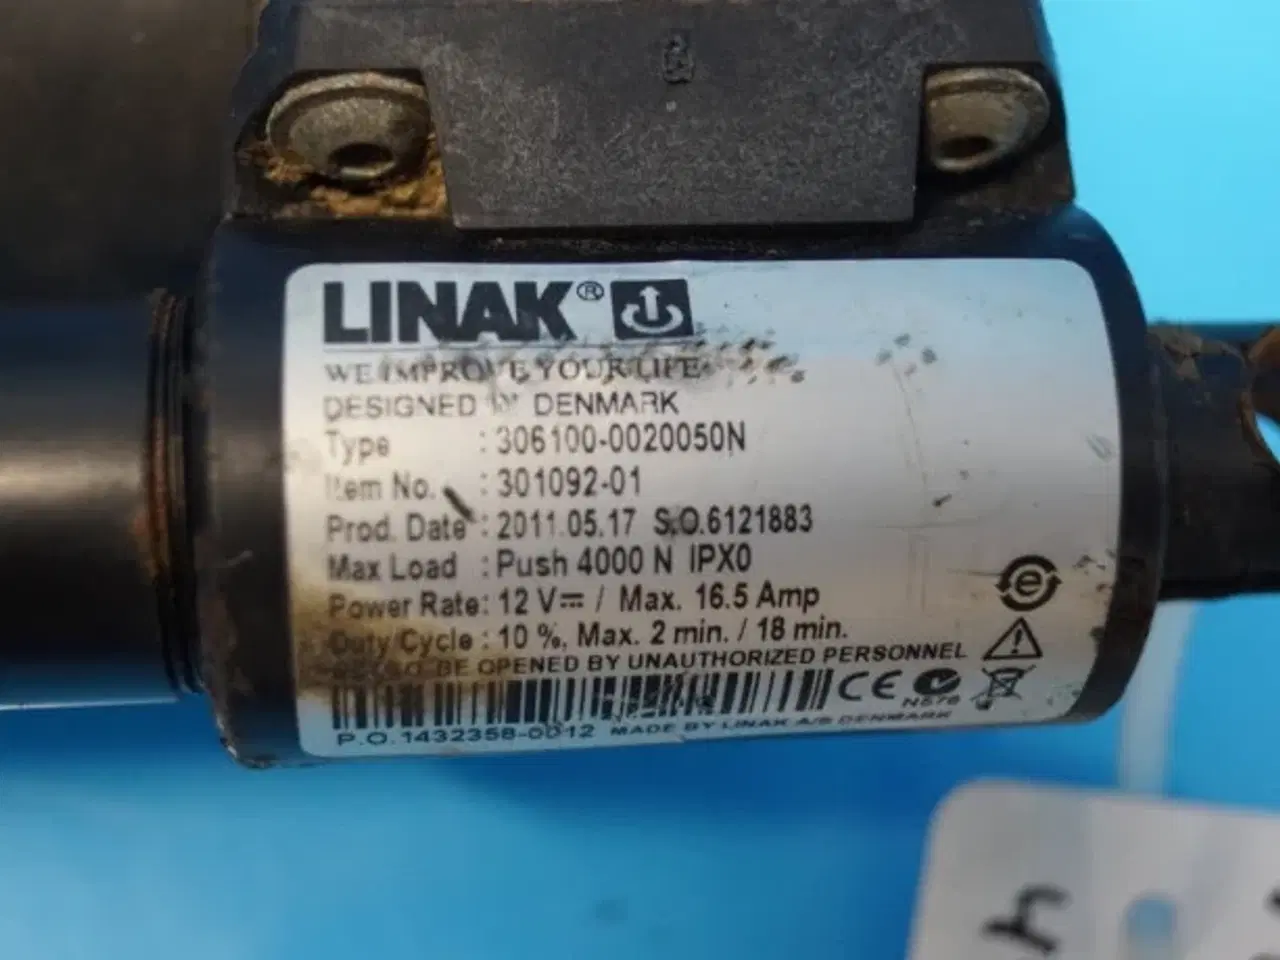 LINAK®
WE IMPROVE YOUR LIFE
DESIGNED IN DENMARK
Type : 306100-0020050N
Item No. : 301092-01
Prod. Date : 2011.05.17 S.O.6121883
Max Load : Push 4000 N IPX0
Power Rate: 12 V⎓ / Max. 16.5 Amp
Duty Cycle : 10 %, Max. 2 min. / 18 min.
BE OPENED BY UNAUTHORIZED PERSONNEL
CE N576
P.O.1432358-0012 MADE BY LINAK A/S DENMARK
e